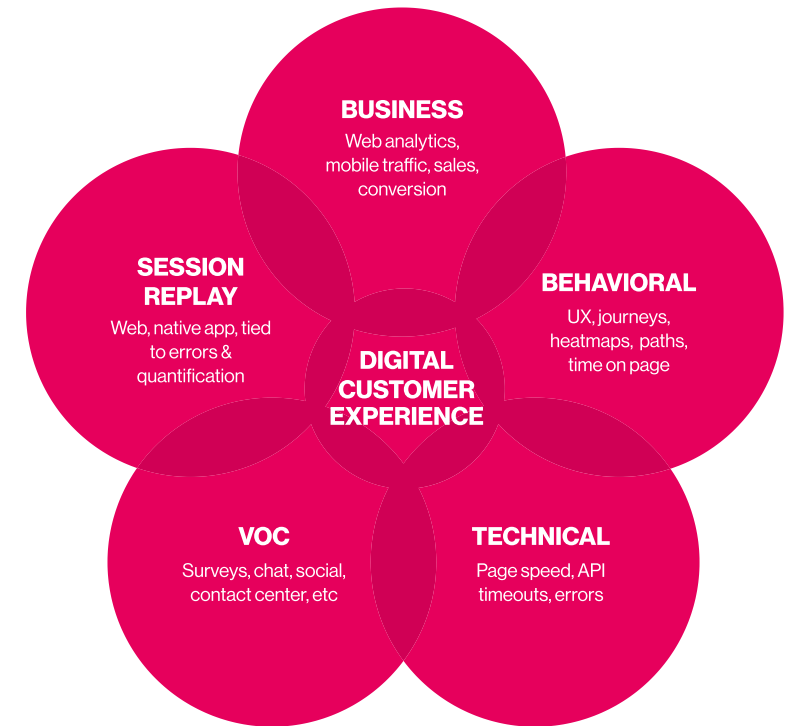 BUSINESS
Web analytics,
mobile traffic, sales,
conversion
SESSION
REPLAY
Web, native app, tied
to errors &
quantification
BEHAVIORAL
UX, journeys,
heatmaps, paths,
time on page
DIGITAL
CUSTOMER
EXPERIENCE
VOC
Surveys, chat, social,
contact center, etc
TECHNICAL
Page speed, API
timeouts, errors